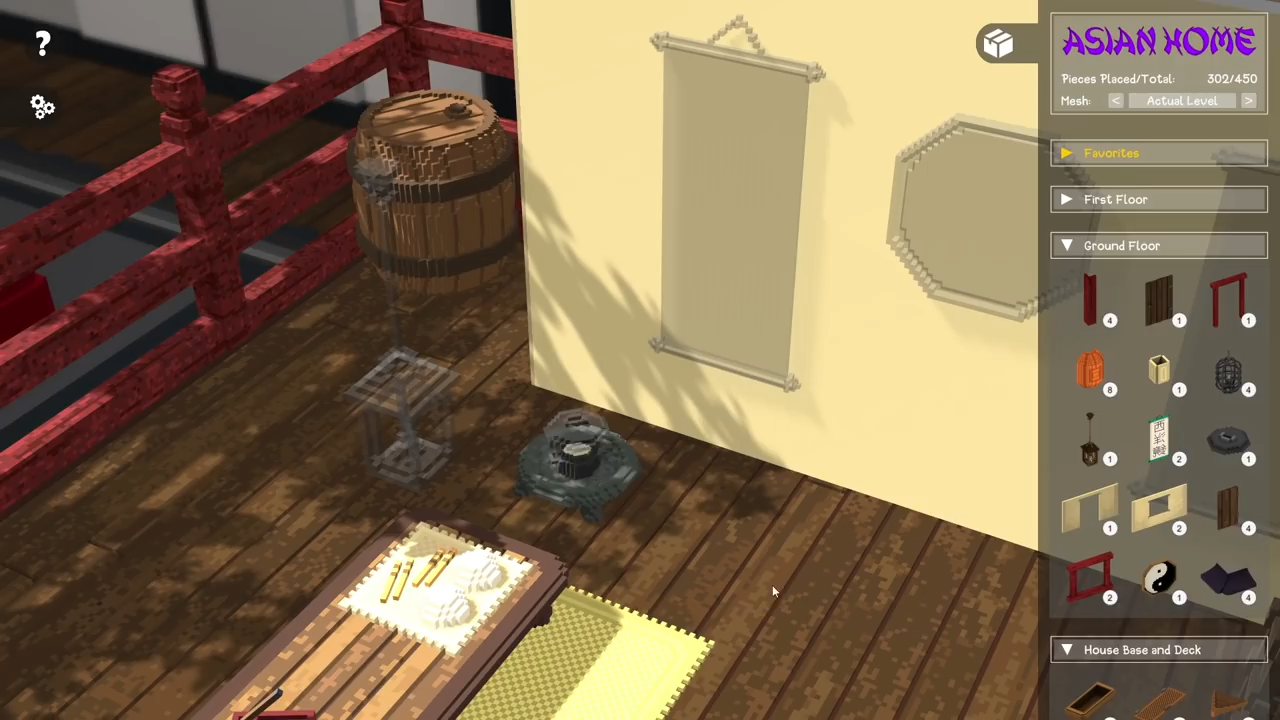 ?
ASIAN HOME
Pieces Placed/Total: 302/450
Mesh: < Actual Level >
Favorites
First Floor
Ground Floor
4 1 1
8 1 4
1 2 1
1 2 4
2 1 4
House Base and Deck